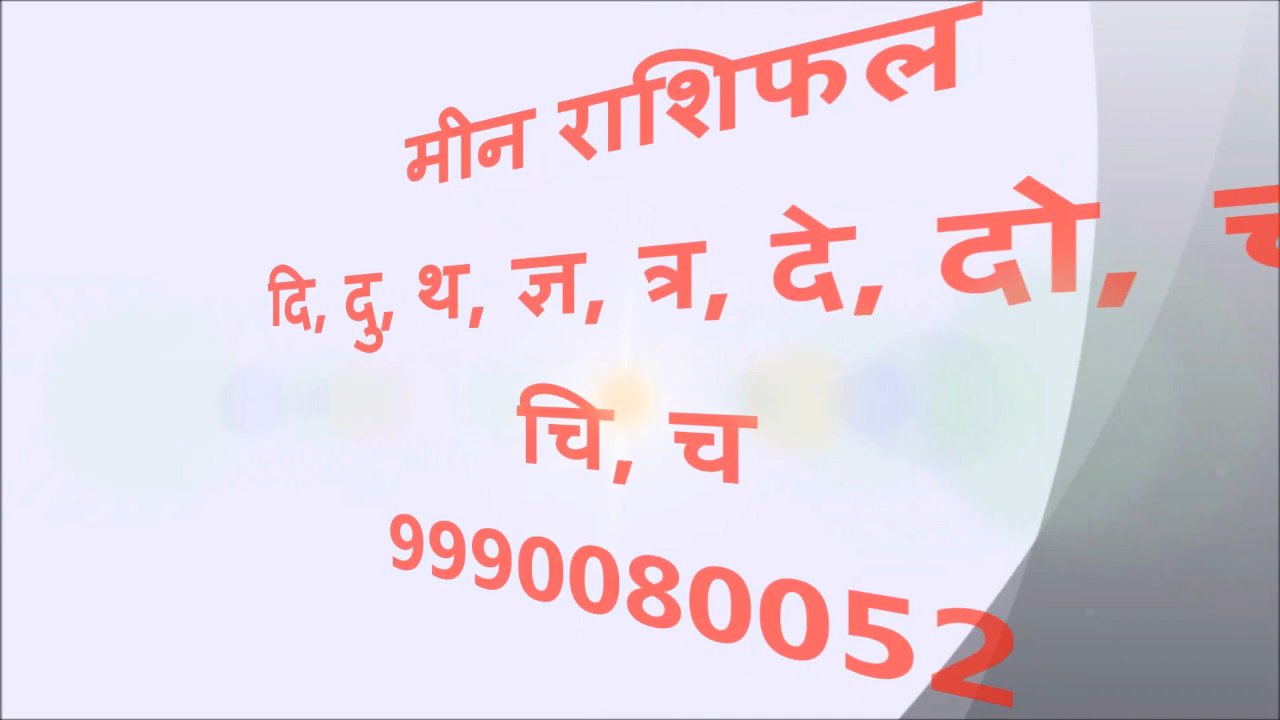 मीन राशिफल
दि, दु, थ, ज्ञ, त्र, दे, दो,
चि, च
9990080052